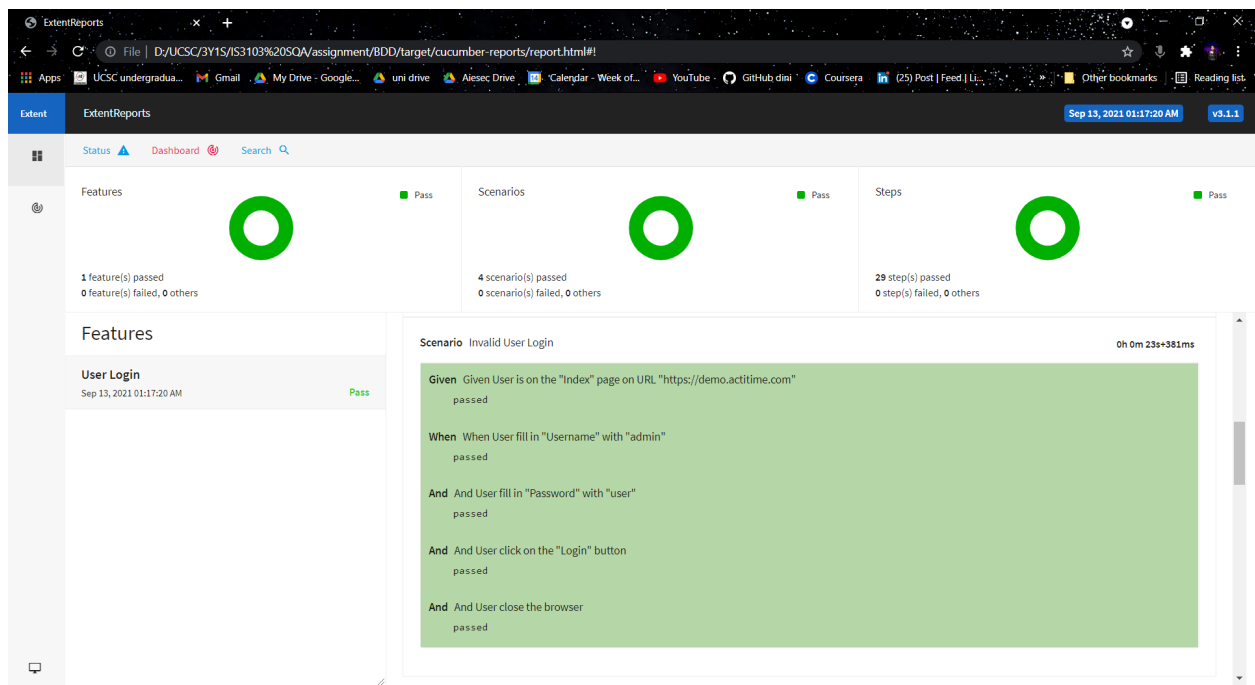 ExtentReports
File | D:/UCSC/3Y1S/IS3103%20SQA/assignment/BDD/target/cucumber-reports/report.html#!
Apps UCSC undergradua... Gmail My Drive - Google... uni drive Aiesec Drive Calendar - Week of... YouTube GitHub dini Coursera (25) Post | Feed | Li... » Other bookmarks Reading list
Extent ExtentReports Sep 13, 2021 01:17:20 AM v3.1.1
Status Dashboard Search
Features Pass Scenarios Pass Steps Pass
1 feature(s) passed 4 scenario(s) passed 29 step(s) passed
0 feature(s) failed, 0 others 0 scenario(s) failed, 0 others 0 step(s) failed, 0 others
Features
User Login
Sep 13, 2021 01:17:20 AM Pass
Scenario Invalid User Login 0h 0m 23s+381ms
Given Given User is on the "Index" page on URL "https://demo.actitime.com"
passed
When When User fill in "Username" with "admin"
passed
And And User fill in "Password" with "user"
passed
And And User click on the "Login" button
passed
And And User close the browser
passed